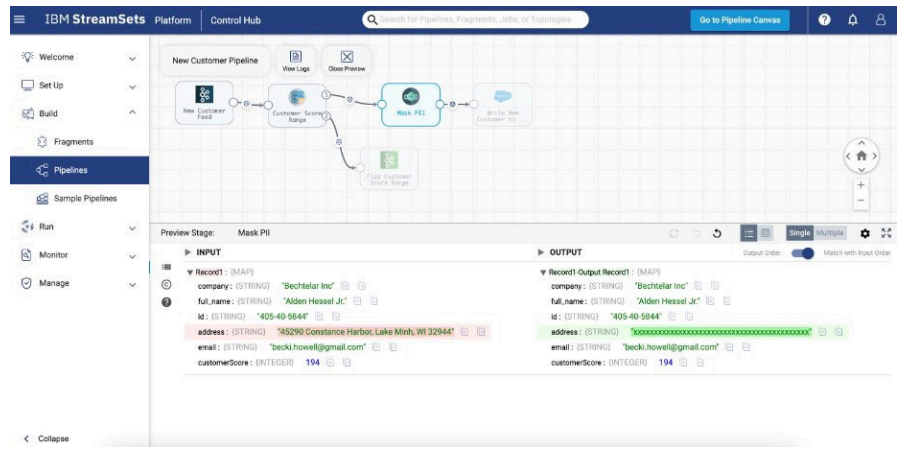 IBM StreamSets Platform Control Hub
Search for Pipelines, Fragments, Jobs, or Topologies
Go to Pipeline Canvas
Welcome
Set Up
Build
Fragments
Pipelines
Sample Pipelines
Run
Monitor
Manage
Collapse
New Customer Pipeline
View Logs
Close Preview
New Customer
Feed
Customer Score
Range
1
2
Mask PII
Write New
Customer to ...
Flag Customer
Score Range
Preview Stage: Mask PII
Single Multiple
Output Order
Match with Input Order
INPUT
Record1 : (MAP)
company : (STRING) "Bechtelar Inc"
full_name : (STRING) "Alden Hessel Jr."
id : (STRING) "405-40-5844"
address : (STRING) "45290 Constance Harbor, Lake Minh, WI 32944"
email : (STRING) "becki.howell@gmail.com"
customerScore : (INTEGER) 194
OUTPUT
Record1-Output Record1 : (MAP)
company : (STRING) "Bechtelar Inc"
full_name : (STRING) "Alden Hessel Jr."
id : (STRING) "405-40-5844"
address : (STRING) "xxxxxxxxxxxxxxxxxxxxxxxxxxxxxxxxxxxxxxxxxxx"
email : (STRING) "becki.howell@gmail.com"
customerScore : (INTEGER) 194